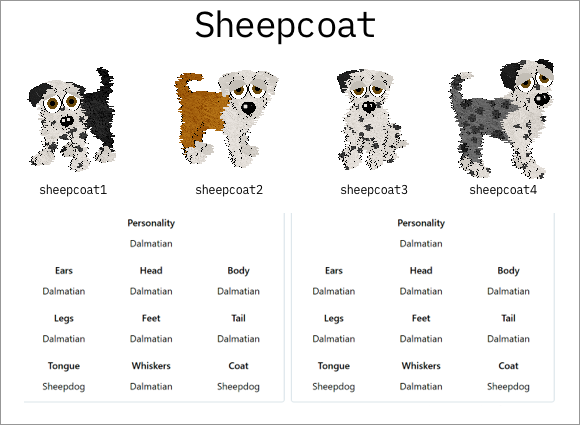 Sheepcoat
sheepcoat1 sheepcoat2 sheepcoat3 sheepcoat4
Personality Personality
Dalmatian Dalmatian
Ears Head Body Ears Head Body
Dalmatian Dalmatian Dalmatian Dalmatian Dalmatian Dalmatian
Legs Feet Tail Legs Feet Tail
Dalmatian Dalmatian Dalmatian Dalmatian Dalmatian Dalmatian
Tongue Whiskers Coat Tongue Whiskers Coat
Sheepdog Dalmatian Sheepdog Sheepdog Dalmatian Sheepdog